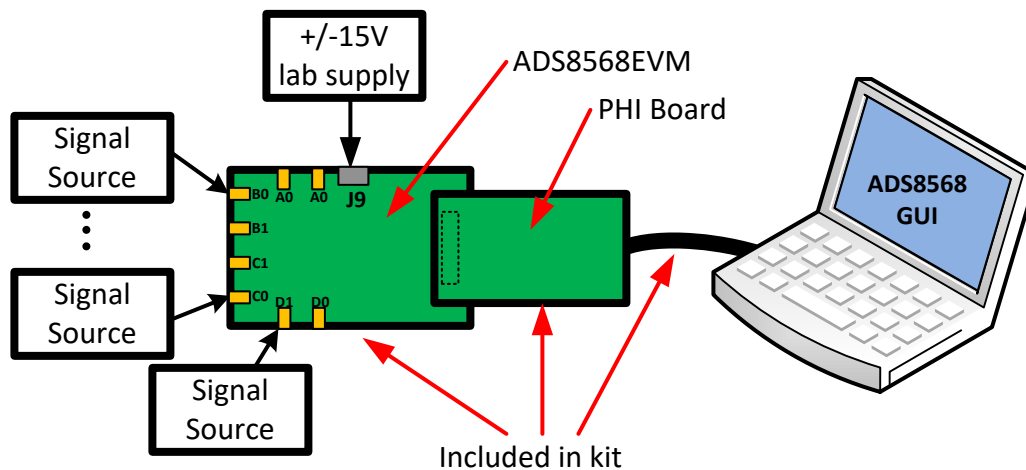 +/-15V
lab supply
ADS8568EVM
PHI Board
Signal
Source
B0
A0
A0
J9
ADS8568
GUI
B1
C1
Signal
Source
C0
D1
D0
Signal
Source
Included in kit